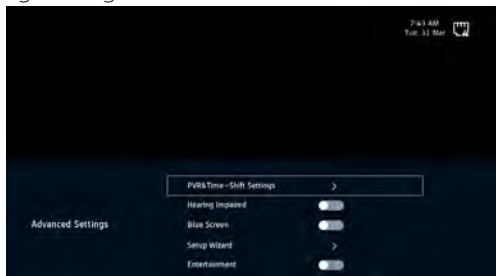 7:43 AM
Tue, 31 Mar
PVR&Time-Shift Settings
Hearing Impaired
Advanced Settings
Blue Screen
Setup Wizard
Entertainment